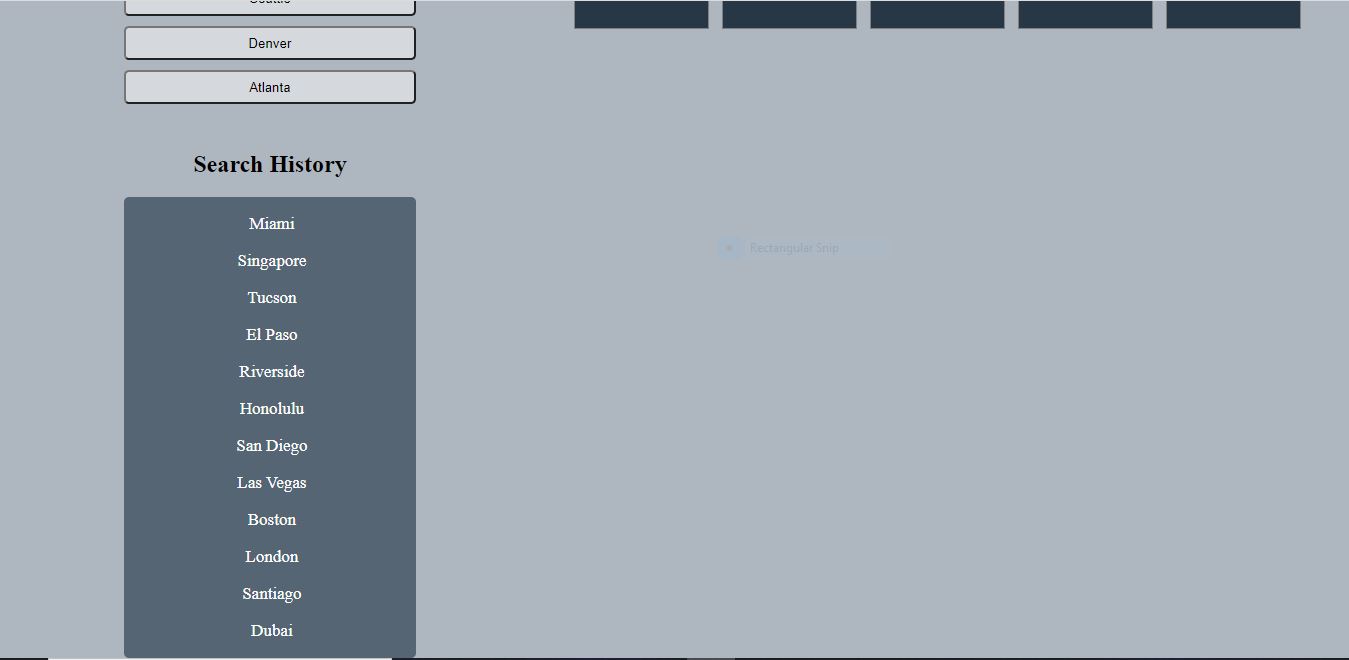 Denver
Atlanta
Search History
Miami
Singapore
Tucson
El Paso
Riverside
Honolulu
San Diego
Las Vegas
Boston
London
Santiago
Dubai
Rectangular Snip